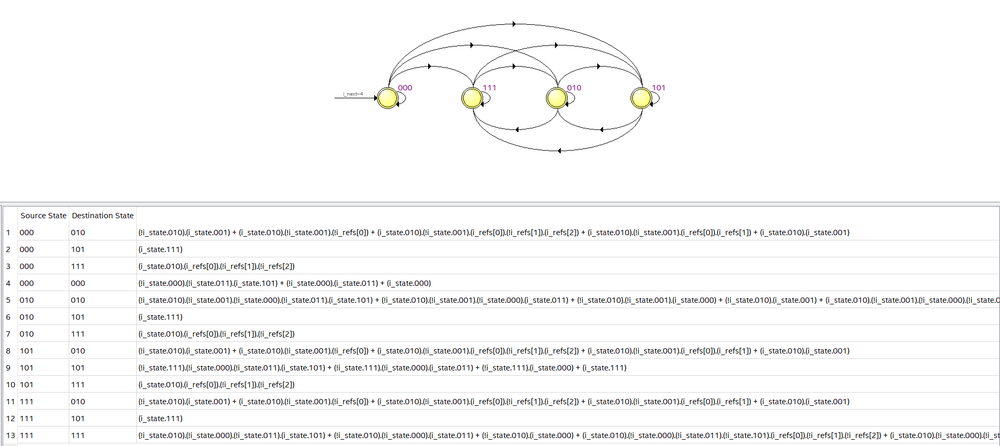 i_next~4
000
111
010
101
Source State Destination State
1 000 010 (!i_state.010).(i_state.001) + (i_state.010).(!i_state.001).(!i_refs[0]) + (i_state.010).(!i_state.001).(i_refs[0]).(!i_refs[1]).(i_refs[2]) + (i_state.010).(!i_state.001).(i_refs[0]).(i_refs[1]) + (i_state.010).(i_state.001)
2 000 101 (i_state.111)
3 000 111 (i_state.010).(i_refs[0]).(!i_refs[1]).(!i_refs[2])
4 000 000 (!i_state.000).(!i_state.011).(i_state.101) + (!i_state.000).(i_state.011) + (i_state.000)
5 010 010 (!i_state.010).(!i_state.001).(!i_state.000).(!i_state.011).(i_state.101) + (!i_state.010).(!i_state.001).(!i_state.000).(i_state.011) + (!i_state.010).(!i_state.001).(i_state.000) + (!i_state.010).(i_state.001) + (i_state.010).(!i_state.001).(!i_state.000).(!i_state.0
6 010 101 (i_state.111)
7 010 111 (i_state.010).(i_refs[0]).(!i_refs[1]).(!i_refs[2])
8 101 010 (!i_state.010).(i_state.001) + (i_state.010).(!i_state.001).(!i_refs[0]) + (i_state.010).(!i_state.001).(i_refs[0]).(!i_refs[1]).(i_refs[2]) + (i_state.010).(!i_state.001).(i_refs[0]).(i_refs[1]) + (i_state.010).(i_state.001)
9 101 101 (!i_state.111).(!i_state.000).(!i_state.011).(i_state.101) + (!i_state.111).(!i_state.000).(i_state.011) + (!i_state.111).(i_state.000) + (i_state.111)
10 101 111 (i_state.010).(i_refs[0]).(!i_refs[1]).(!i_refs[2])
11 111 010 (!i_state.010).(i_state.001) + (i_state.010).(!i_state.001).(!i_refs[0]) + (i_state.010).(!i_state.001).(i_refs[0]).(!i_refs[1]).(i_refs[2]) + (i_state.010).(!i_state.001).(i_refs[0]).(i_refs[1]) + (i_state.010).(i_state.001)
12 111 101 (i_state.111)
13 111 111 (!i_state.010).(!i_state.000).(!i_state.011).(i_state.101) + (!i_state.010).(!i_state.000).(i_state.011) + (!i_state.010).(i_state.000) + (i_state.010).(!i_state.000).(!i_state.011).(!i_state.101).(i_refs[0]).(!i_refs[1]).(!i_refs[2]) + (i_state.010).(!i_state.000).(!i_st